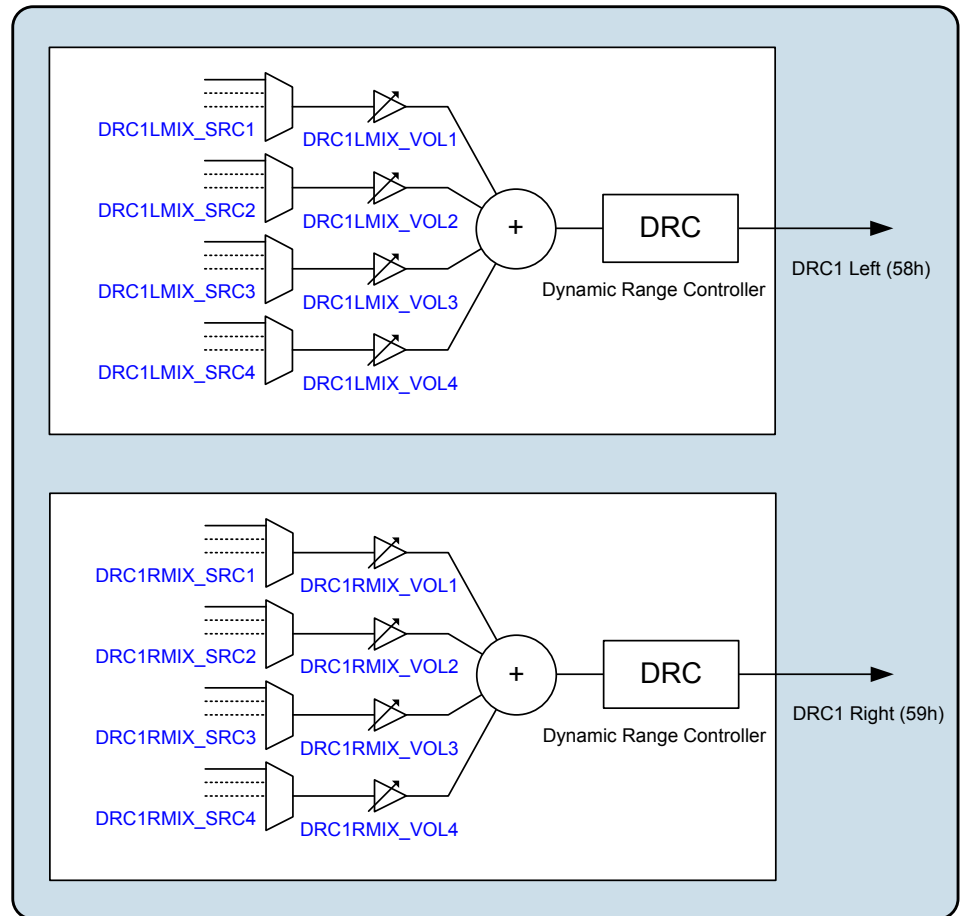 DRC1LMIX_SRC1
DRC1LMIX_VOL1
DRC1LMIX_SRC2
DRC1LMIX_VOL2
DRC1LMIX_SRC3
DRC1LMIX_VOL3
DRC1LMIX_SRC4
DRC1LMIX_VOL4
+
DRC
Dynamic Range Controller
DRC1 Left (58h)
DRC1RMIX_SRC1
DRC1RMIX_VOL1
DRC1RMIX_SRC2
DRC1RMIX_VOL2
DRC1RMIX_SRC3
DRC1RMIX_VOL3
DRC1RMIX_SRC4
DRC1RMIX_VOL4
+
DRC
Dynamic Range Controller
DRC1 Right (59h)